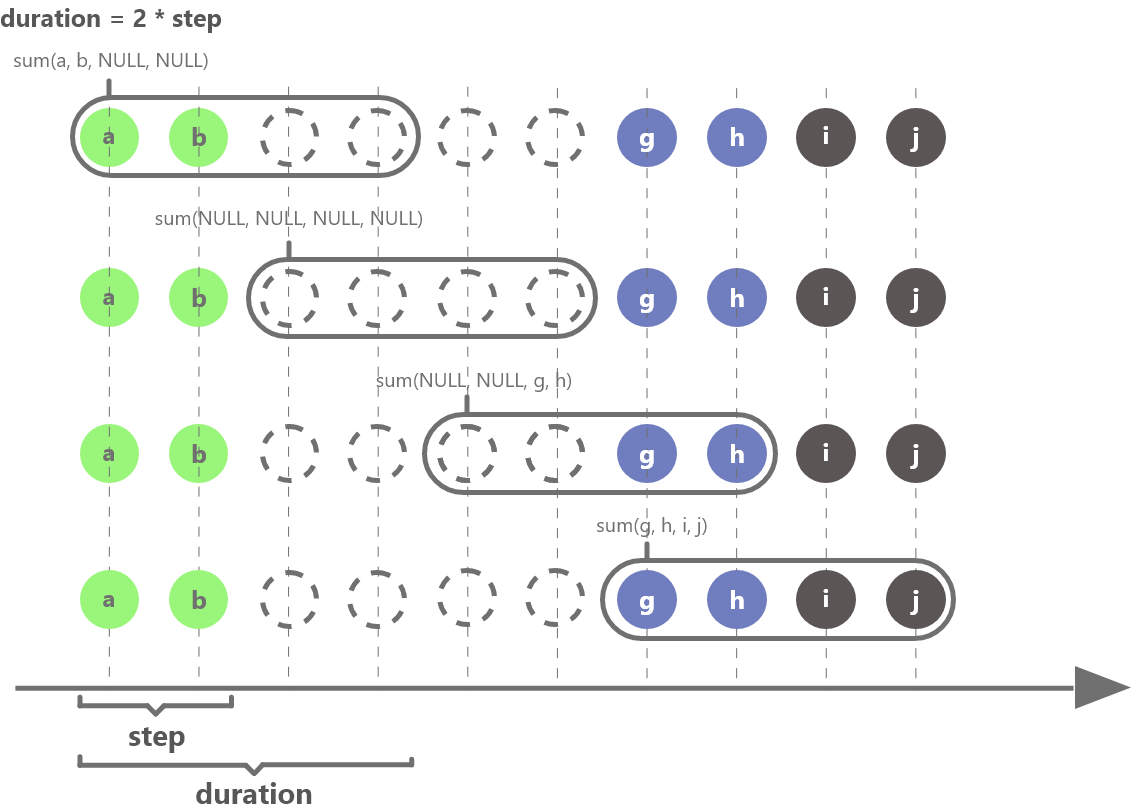 duration = 2 * step
sum(a, b, NULL, NULL)
a b g h i j
sum(NULL, NULL, NULL, NULL)
a b g h i j
sum(NULL, NULL, g, h)
a b g h i j
sum(g, h, i, j)
a b g h i j
step
duration